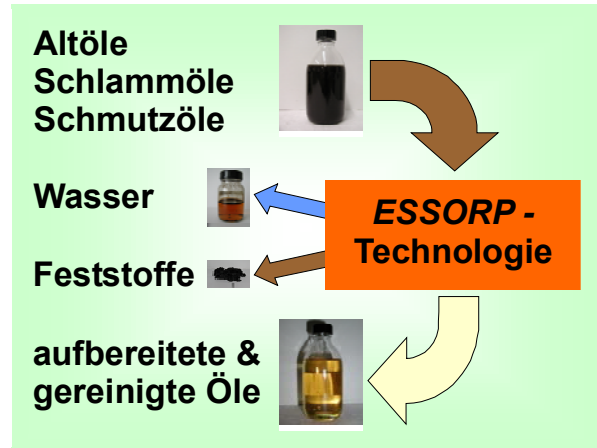 Altöle
Schlammöle
Schmutzöle
Wasser
ESSORP -
Technologie
Feststoffe
aufbereitete &
gereinigte Öle